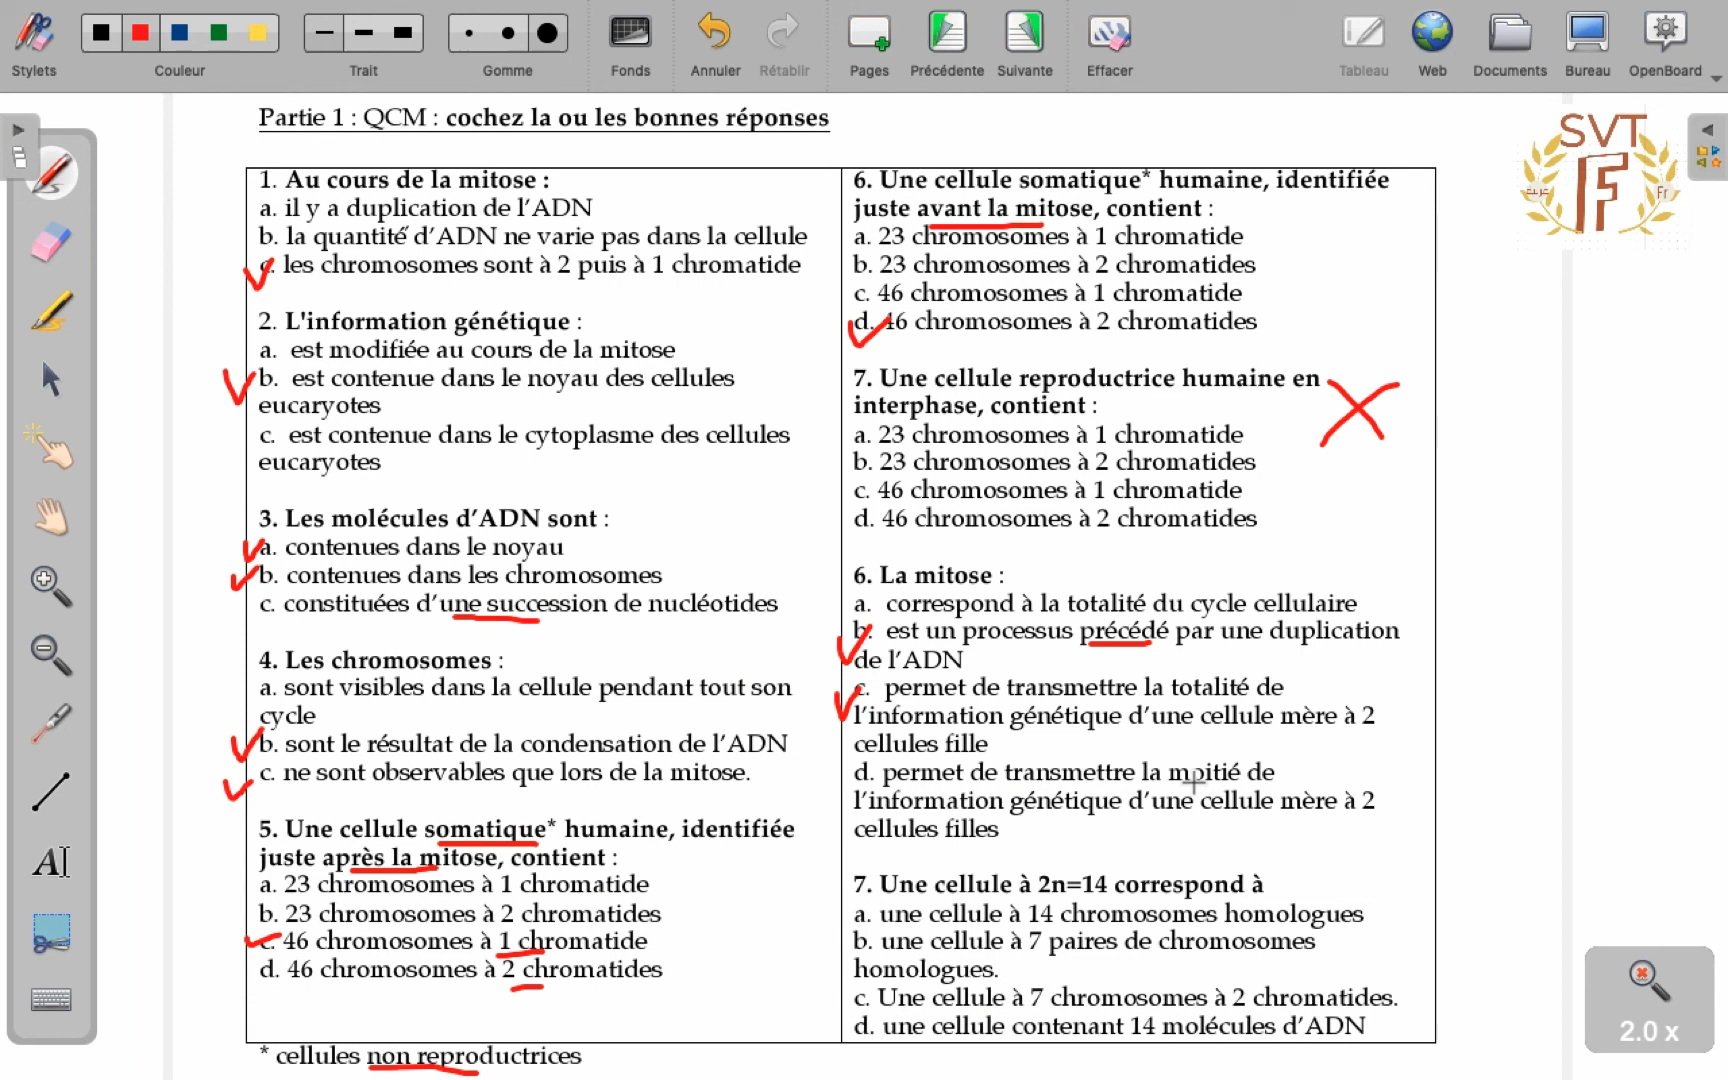 Stylets
Couleur
Trait
Gomme
Fonds
Annuler
Rétablir
Pages
Précédente
Suivante
Effacer
Tableau
Web
Documents
Bureau
OpenBoard
Partie 1 : QCM : cochez la ou les bonnes réponses
SVT
F
عربية
Fr
1. Au cours de la mitose :
a. il y a duplication de l'ADN
b. la quantité d'ADN ne varie pas dans la cellule
c. les chromosomes sont à 2 puis à 1 chromatide
2. L'information génétique :
a. est modifiée au cours de la mitose
b. est contenue dans le noyau des cellules
eucaryotes
c. est contenue dans le cytoplasme des cellules
eucaryotes
3. Les molécules d'ADN sont :
a. contenues dans le noyau
b. contenues dans les chromosomes
c. constituées d'une succession de nucléotides
4. Les chromosomes :
a. sont visibles dans la cellule pendant tout son
cycle
b. sont le résultat de la condensation de l'ADN
c. ne sont observables que lors de la mitose.
5. Une cellule somatique* humaine, identifiée
juste après la mitose, contient :
a. 23 chromosomes à 1 chromatide
b. 23 chromosomes à 2 chromatides
c. 46 chromosomes à 1 chromatide
d. 46 chromosomes à 2 chromatides
6. Une cellule somatique* humaine, identifiée
juste avant la mitose, contient :
a. 23 chromosomes à 1 chromatide
b. 23 chromosomes à 2 chromatides
c. 46 chromosomes à 1 chromatide
d. 46 chromosomes à 2 chromatides
7. Une cellule reproductrice humaine en
interphase, contient :
a. 23 chromosomes à 1 chromatide
b. 23 chromosomes à 2 chromatides
c. 46 chromosomes à 1 chromatide
d. 46 chromosomes à 2 chromatides
6. La mitose :
a. correspond à la totalité du cycle cellulaire
b. est un processus précédé par une duplication
de l'ADN
c. permet de transmettre la totalité de
l'information génétique d'une cellule mère à 2
cellules fille
d. permet de transmettre la moitié de
l'information génétique d'une cellule mère à 2
cellules filles
7. Une cellule à 2n=14 correspond à
a. une cellule à 14 chromosomes homologues
b. une cellule à 7 paires de chromosomes
homologues.
c. Une cellule à 7 chromosomes à 2 chromatides.
d. une cellule contenant 14 molécules d'ADN
* cellules non reproductrices
2.0 x